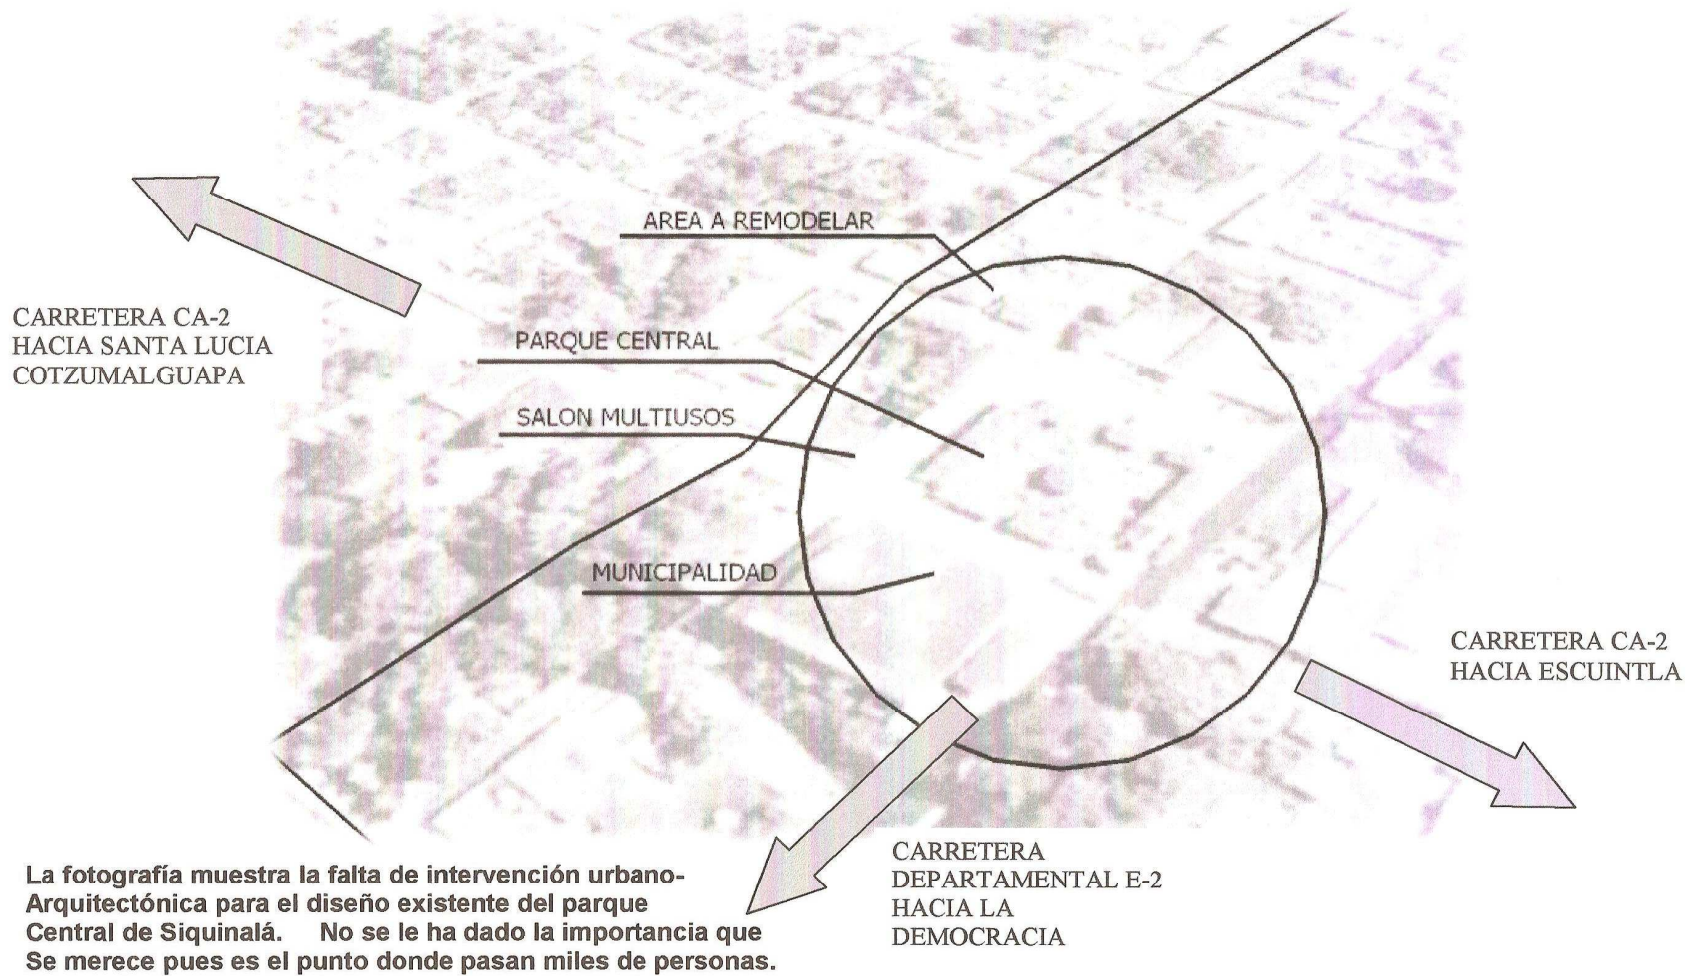 AREA A REMODELAR
CARRETERA CA-2
HACIA SANTA LUCIA
COTZUMALGUAPA
PARQUE CENTRAL
SALON MULTIUSOS
MUNICIPALIDAD
CARRETERA CA-2
HACIA ESCUINTLA
CARRETERA
DEPARTAMENTAL E-2
HACIA LA
DEMOCRACIA
La fotografía muestra la falta de intervención urbano-
Arquitectónica para el diseño existente del parque
Central de Siquinalá. No se le ha dado la importancia que
Se merece pues es el punto donde pasan miles de personas.